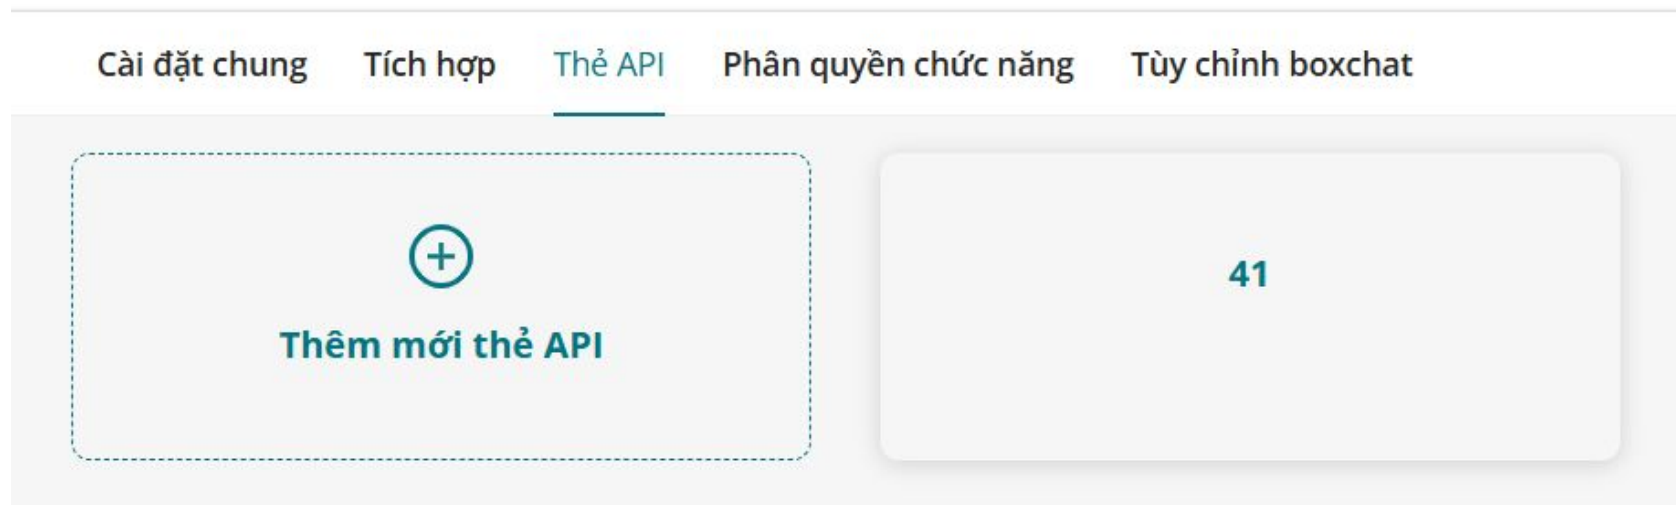 Cài đặt chung Tích hợp Thẻ API Phân quyền chức năng Tùy chỉnh boxchat
Thêm mới thẻ API
41